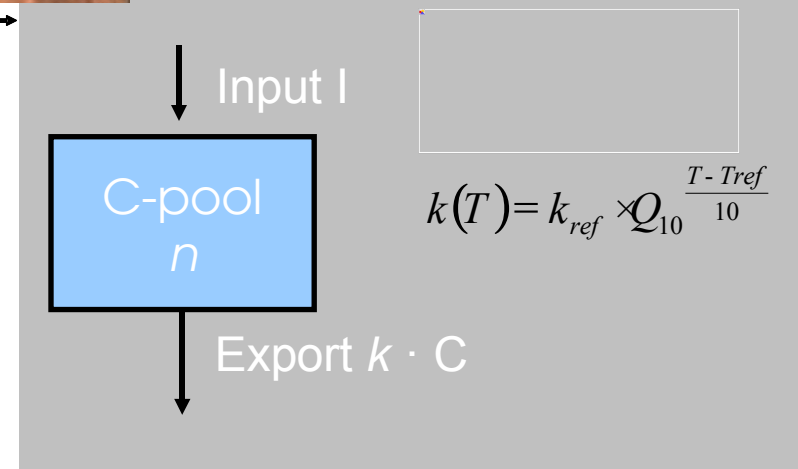 Input I
C-pool
n
k(T)= k_ref ×Q_10^((T - Tref)/10)
Export k · C